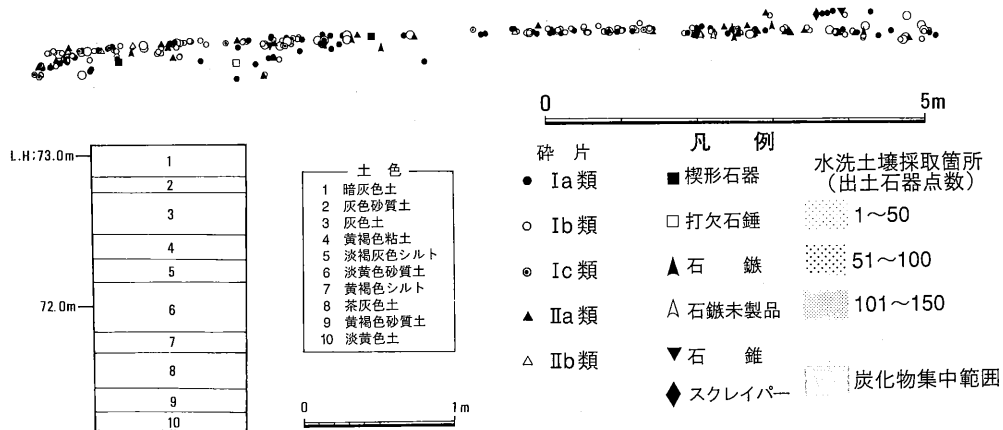 0 5m
L.H:73.0m
72.0m
1
2
3
4
5
6
7
8
9
10
土 色
1 暗灰色土
2 灰色砂質土
3 灰色土
4 黄褐色粘土
5 淡褐灰色シルト
6 淡黄色砂質土
7 黄褐色シルト
8 茶灰色土
9 黄褐色砂質土
10 淡黄色土
0 1m
凡 例
砕 片
Ia類
Ib類
Ic類
IIa類
IIb類
楔形石器
打欠石錘
石 鏃
石鏃未製品
石 錐
スクレイパー
水洗土壌採取箇所
(出土石器点数)
1〜50
51〜100
101〜150
炭化物集中範囲